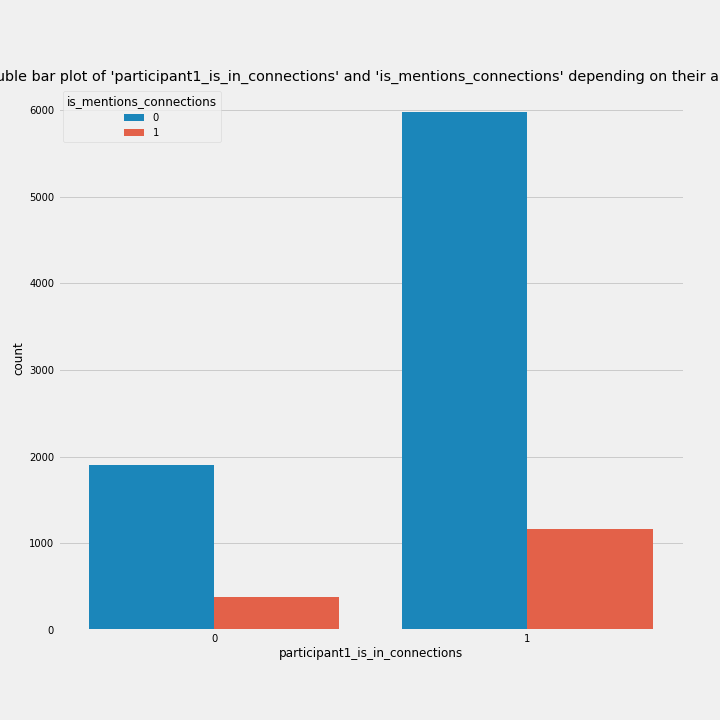 uble bar plot of 'participant1_is_in_connections' and 'is_mentions_connections' depending on their a
is_mentions_connections
0
1
6000
5000
4000
3000
2000
1000
0
count
0 1
participant1_is_in_connections